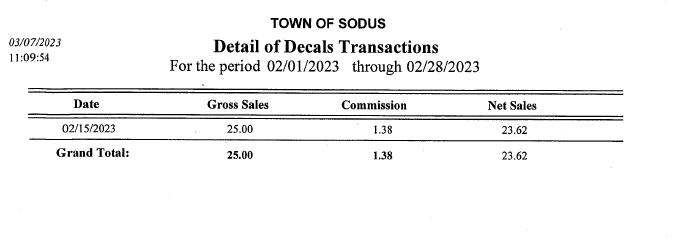 TOWN OF SODUS
03/07/2023
11:09:54
Detail of Decals Transactions
For the period 02/01/2023 through 02/28/2023
Date Gross Sales Commission Net Sales
02/15/2023 25.00 1.38 23.62
Grand Total: 25.00 1.38 23.62